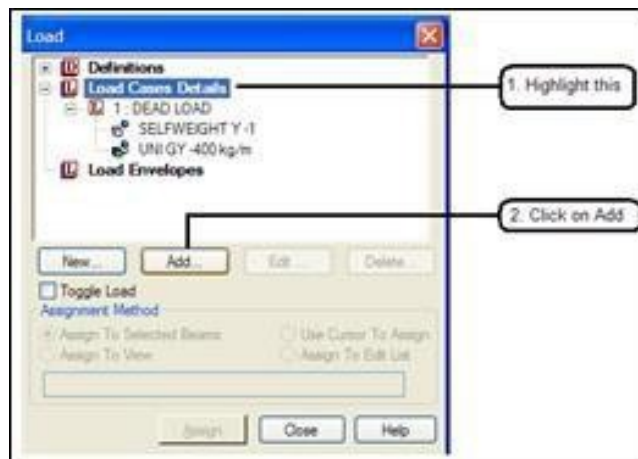 Load
Definitions
Load Cases Details
1 : DEAD LOAD
SELFWEIGHT Y -1
UNI GY -400 kg/m
Load Envelopes
1. Highlight this
2. Click on Add
New...
Add...
Edit ...
Delete...
Toggle Load
Assignment Method
Assign To Selected Beams
Use Cursor To Assign
Assign To View
Assign To Edit List
Assign
Close
Help